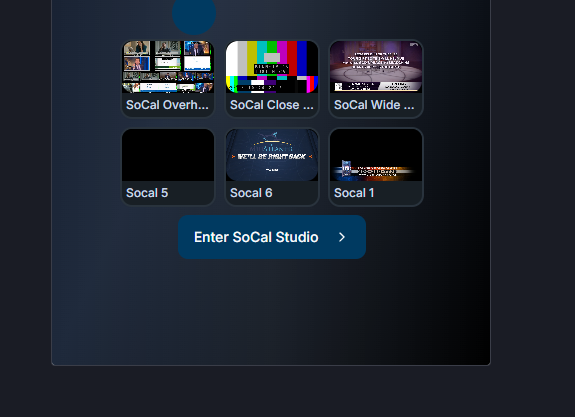 SoCal Overh...
SoCal Close ...
SoCal Wide ...
WE'LL BE RIGHT BACK
Socal 5
Socal 6
Socal 1
Enter SoCal Studio